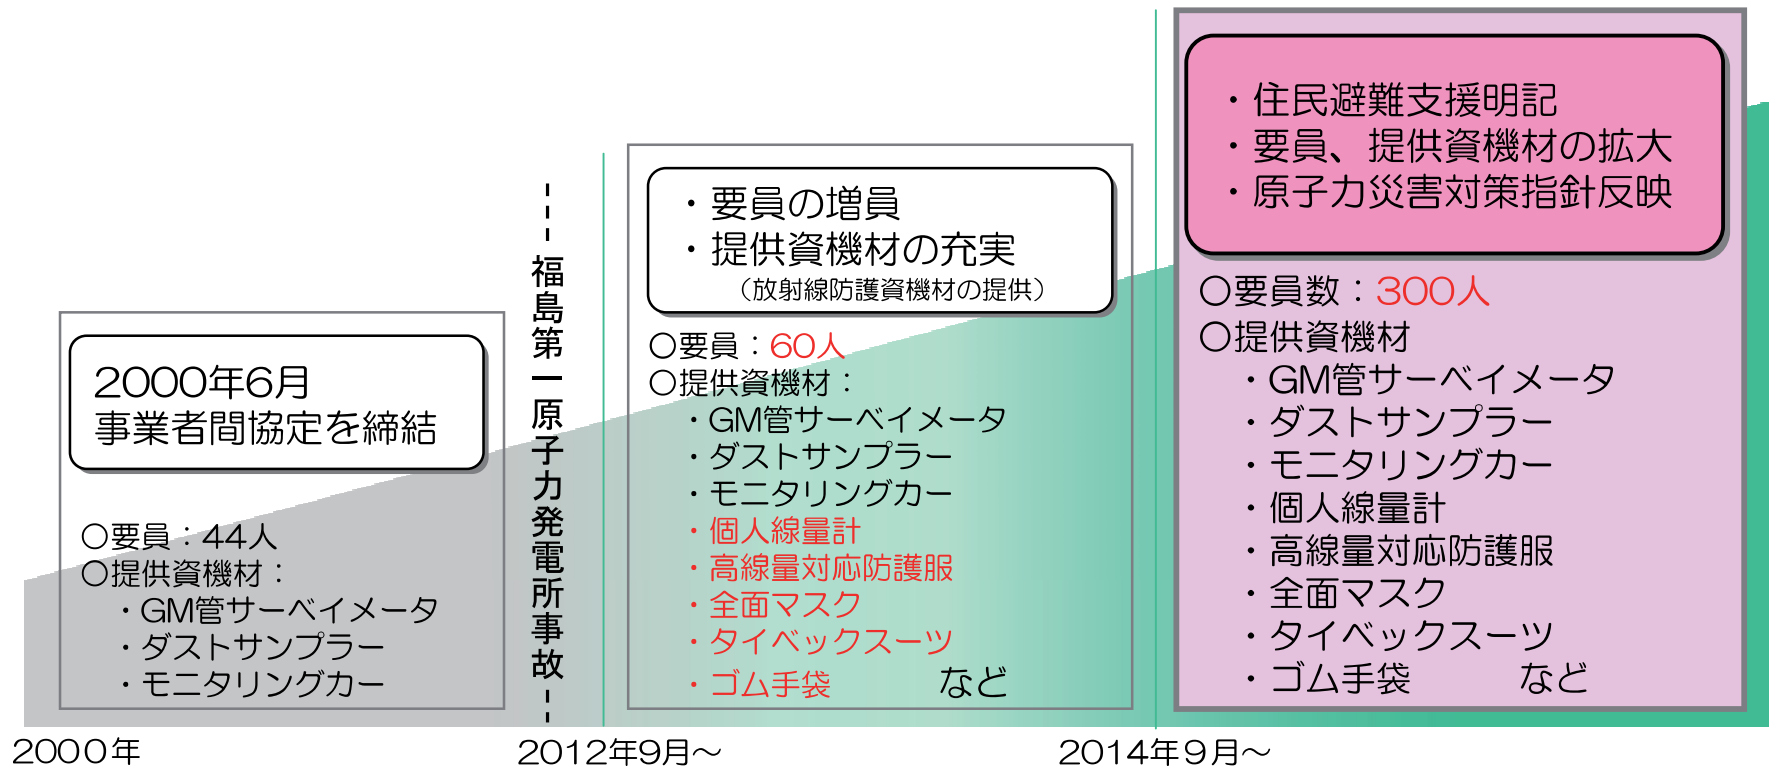 2000年6月
事業者間協定を締結
〇要員：44人
〇提供資機材：
・GM管サーベイメータ
・ダストサンプラー
・モニタリングカー
福島第一原子力発電所事故
・要員の増員
・提供資機材の充実
（放射線防護資機材の提供）
〇要員：60人
〇提供資機材：
・GM管サーベイメータ
・ダストサンプラー
・モニタリングカー
・個人線量計
・高線量対応防護服
・全面マスク
・タイベックスーツ
・ゴム手袋 など
・住民避難支援明記
・要員、提供資機材の拡大
・原子力災害対策指針反映
〇要員数：300人
〇提供資機材
・GM管サーベイメータ
・ダストサンプラー
・モニタリングカー
・個人線量計
・高線量対応防護服
・全面マスク
・タイベックスーツ
・ゴム手袋 など
2000年
2012年9月～
2014年9月～